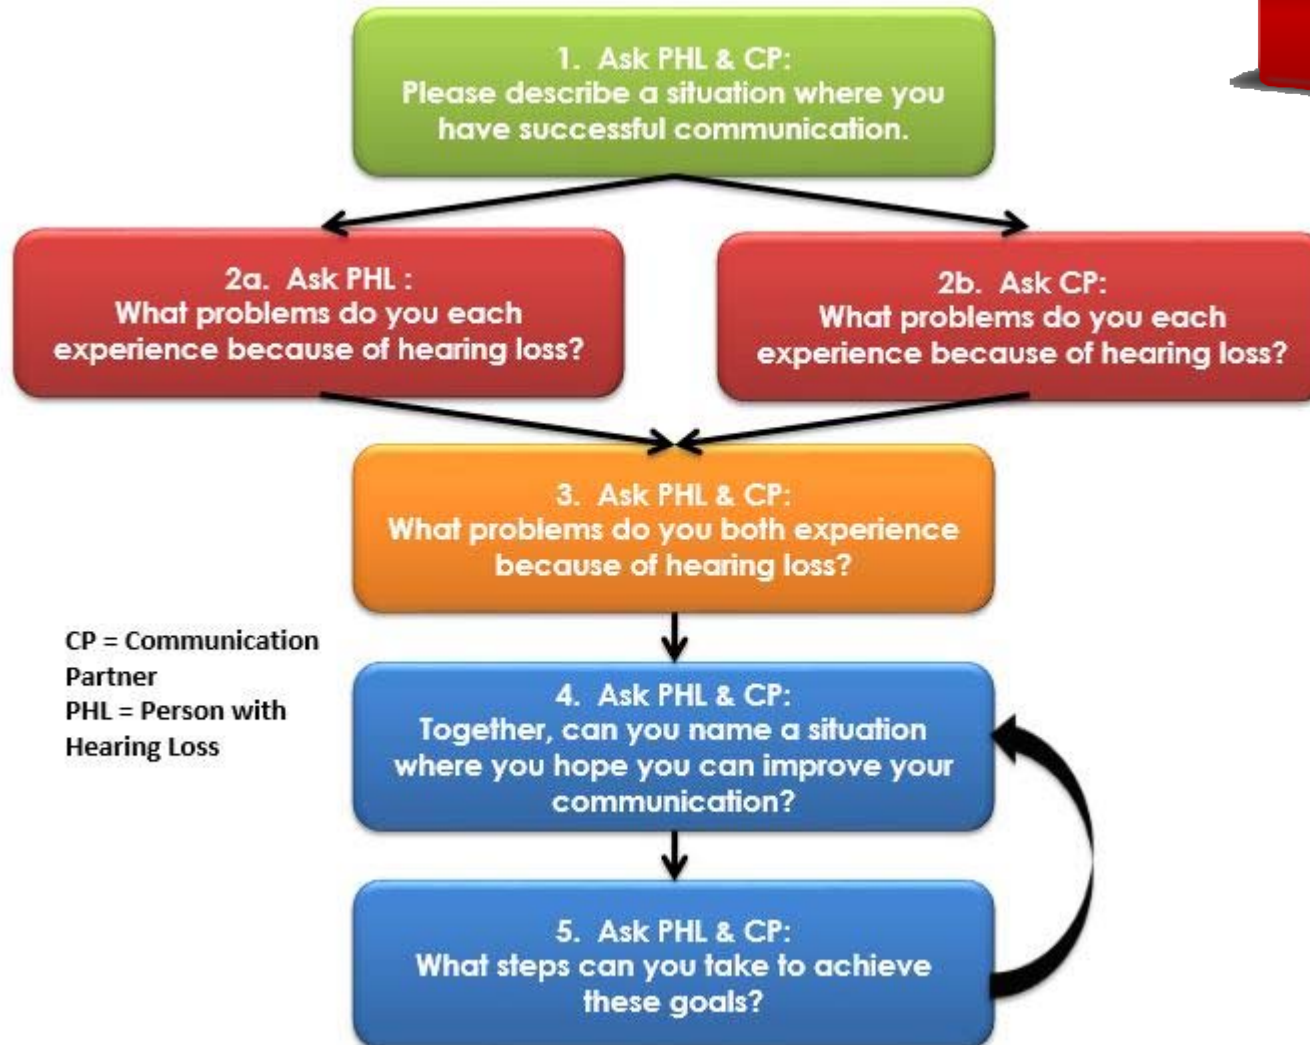 1. Ask PHL & CP:
Please describe a situation where you
have successful communication.
2a. Ask PHL :
What problems do you each
experience because of hearing loss?
2b. Ask CP:
What problems do you each
experience because of hearing loss?
3. Ask PHL & CP:
What problems do you both experience
because of hearing loss?
CP = Communication
Partner
PHL = Person with
Hearing Loss
4. Ask PHL & CP:
Together, can you name a situation
where you hope you can improve your
communication?
5. Ask PHL & CP:
What steps can you take to achieve
these goals?